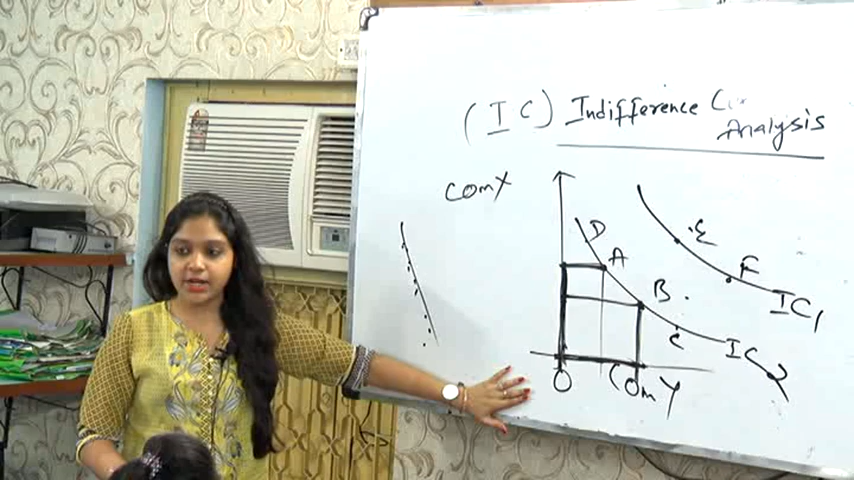 (IC) Indifference
Analysis
COMX
D
A
B
C
E
F
IC1
IC2
O
COMY